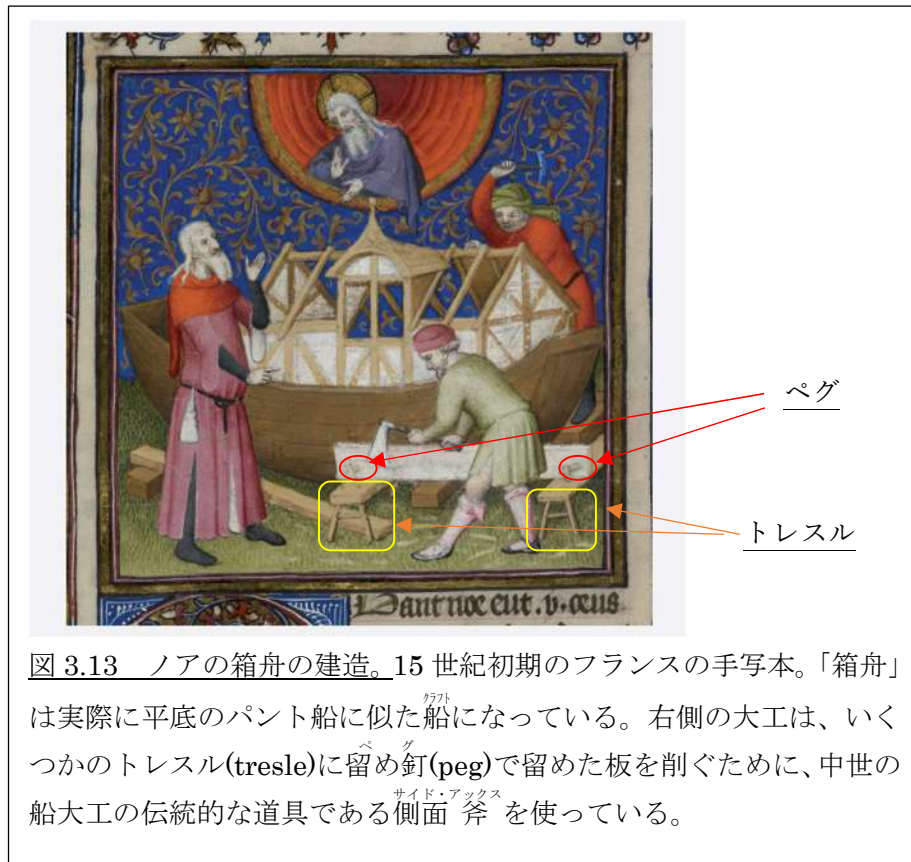 ペグ
トレスル
図 3.13 ノアの箱舟の建造。15 世紀初期のフランスの手写本。「箱舟」
は実際に平底のパント船に似た船になっている。右側の大工は、いく
つかのトレスル(tresle)に留め釘(peg)で留めた板を削ぐために、中世の
船大工の伝統的な道具である側面斧を使っている。